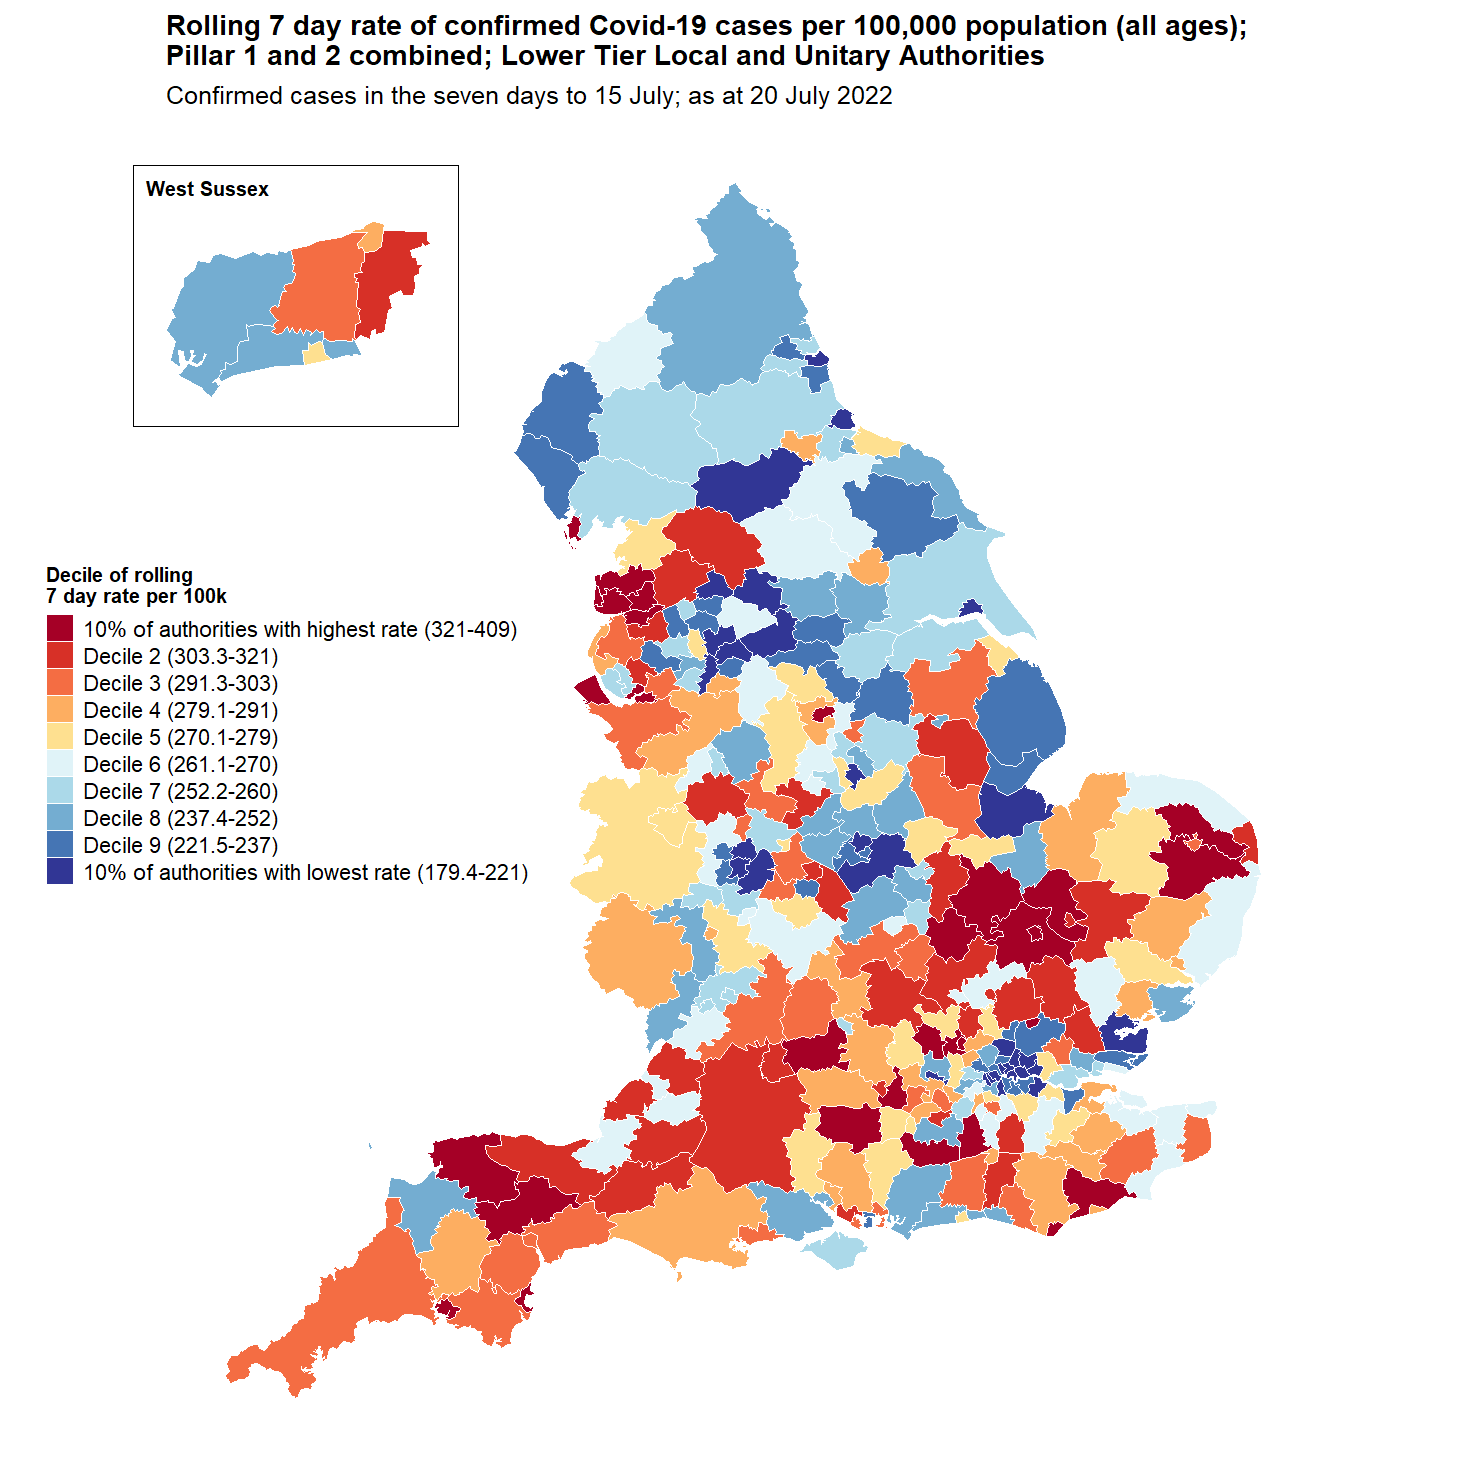 Rolling 7 day rate of confirmed Covid-19 cases per 100,000 population (all ages);
Pillar 1 and 2 combined; Lower Tier Local and Unitary Authorities
Confirmed cases in the seven days to 15 July; as at 20 July 2022
West Sussex
Decile of rolling
7 day rate per 100k
10% of authorities with highest rate (321-409)
Decile 2 (303.3-321)
Decile 3 (291.3-303)
Decile 4 (279.1-291)
Decile 5 (270.1-279)
Decile 6 (261.1-270)
Decile 7 (252.2-260)
Decile 8 (237.4-252)
Decile 9 (221.5-237)
10% of authorities with lowest rate (179.4-221)